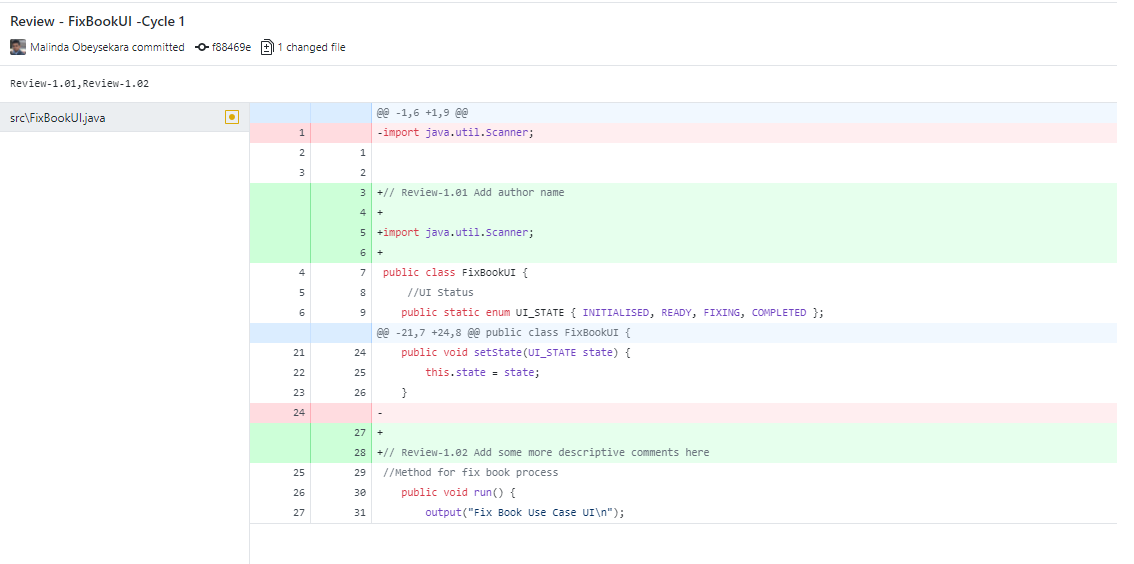 Review - FixBookUI -Cycle 1
Malinda Obeysekara committed f88469e 1 changed file
Review-1.01,Review-1.02
src\FixBookUI.java
@@ -1,6 +1,9 @@
1 -import java.util.Scanner;
2 1
3 2
3 +// Review-1.01 Add author name
4 +
5 +import java.util.Scanner;
6 +
4 7 public class FixBookUI {
5 8 //UI Status
6 9 public static enum UI_STATE { INITIALISED, READY, FIXING, COMPLETED };
@@ -21,7 +24,8 @@ public class FixBookUI {
21 24 public void setState(UI_STATE state) {
22 25 this.state = state;
23 26 }
24 -
27 +
28 +// Review-1.02 Add some more descriptive comments here
25 29 //Method for fix book process
26 30 public void run() {
27 31 output("Fix Book Use Case UI\n");